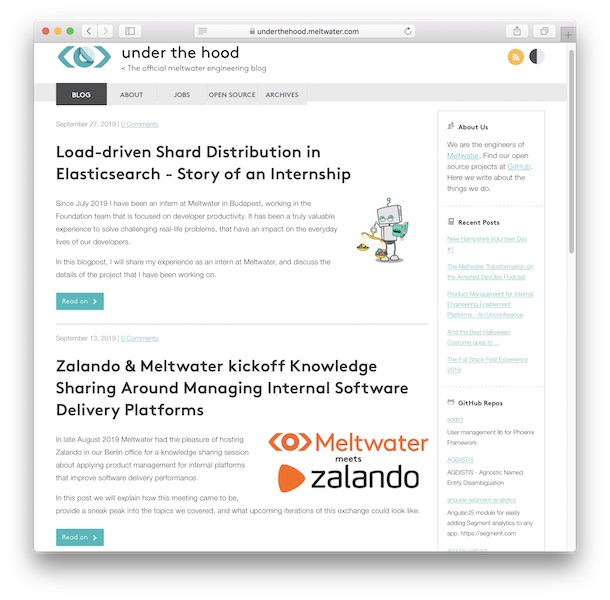 underthehood.meltwater.com
under the hood
< The official meltwater engineering blog
BLOG
ABOUT
JOBS
OPEN SOURCE
ARCHIVES
September 27, 2019 | 0 Comments
Load-driven Shard Distribution in
Elasticsearch - Story of an Internship
Since July 2019 I have been an intern at Meltwater in Budapest, working in the
Foundation team that is focused on developer productivity. It has been a truly valuable
experience to solve challenging real-life problems, that have an impact on the everyday
lives of our developers.
In this blogpost, I will share my experience as an intern at Meltwater, and discuss the
details of the project that I have been working on.
Read on >
September 13, 2019 | 0 Comments
Zalando & Meltwater kickoff Knowledge
Sharing Around Managing Internal Software
Delivery Platforms
In late August 2019 Meltwater had the pleasure of hosting
Zalando in our Berlin office for a knowledge sharing session
about applying product management for internal platforms
that improve software delivery performance.
Meltwater
meets
zalando
In this post we will explain how this meeting came to be,
provide a sneak peak into the topics we covered, and what upcoming iterations of this exchange could look like.
Read on >
About Us
We are the engineers of
Meltwater. Find our open
source projects at GitHub.
Here we write about the
things we do.
Recent Posts
New Hampshire Volunteer Day
#1
The Meltwater Transformation on
the Arrested DevOps Podcast
Product Management for Internal
Engineering Enablement
Platforms - An Unconference
And the Best Halloween
Costume goes to ...
The Full Stack Fest Experience
2019
GitHub Repos
addict
User management lib for Phoenix
Framework
AGDISTIS
AGDISTIS - Agnostic Named
Entity Disambiguation
angular-segment-analytics
AngularJS module for easily
adding Segment analytics to any
app. https://segment.com